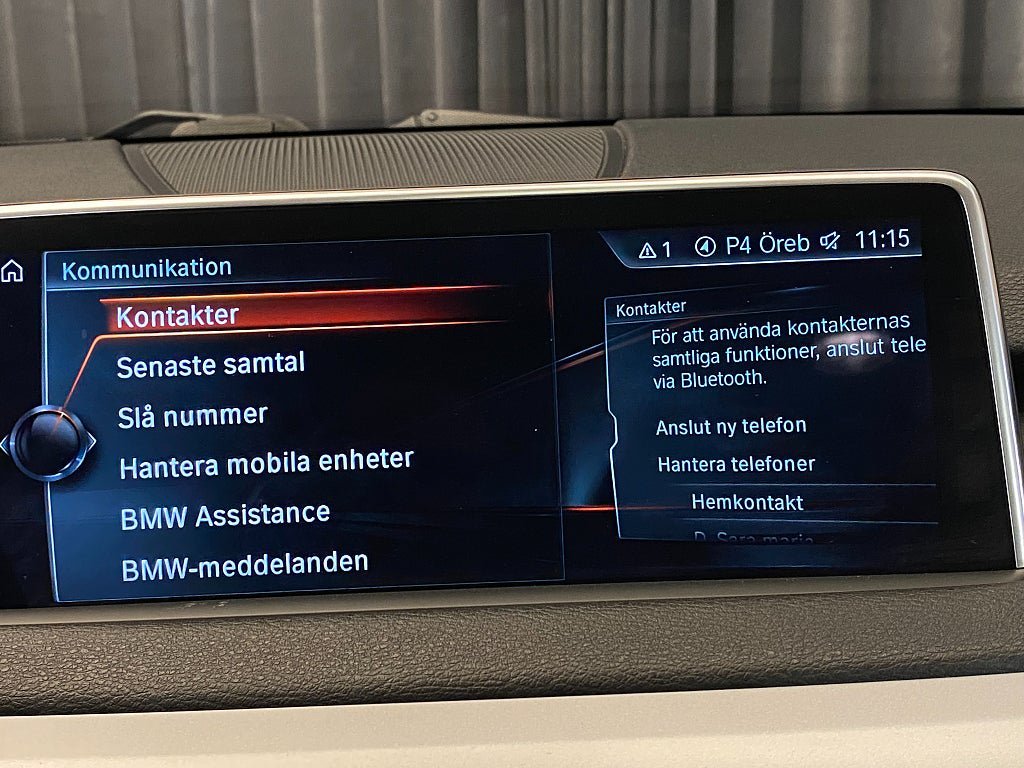 1 P4 Öreb 11:15
Kommunikation
Kontakter
Senaste samtal
Slå nummer
Hantera mobila enheter
BMW Assistance
BMW-meddelanden
Kontakter
För att använda kontakternas
samtliga funktioner, anslut tele
via Bluetooth.
Anslut ny telefon
Hantera telefoner
Hemkontakt